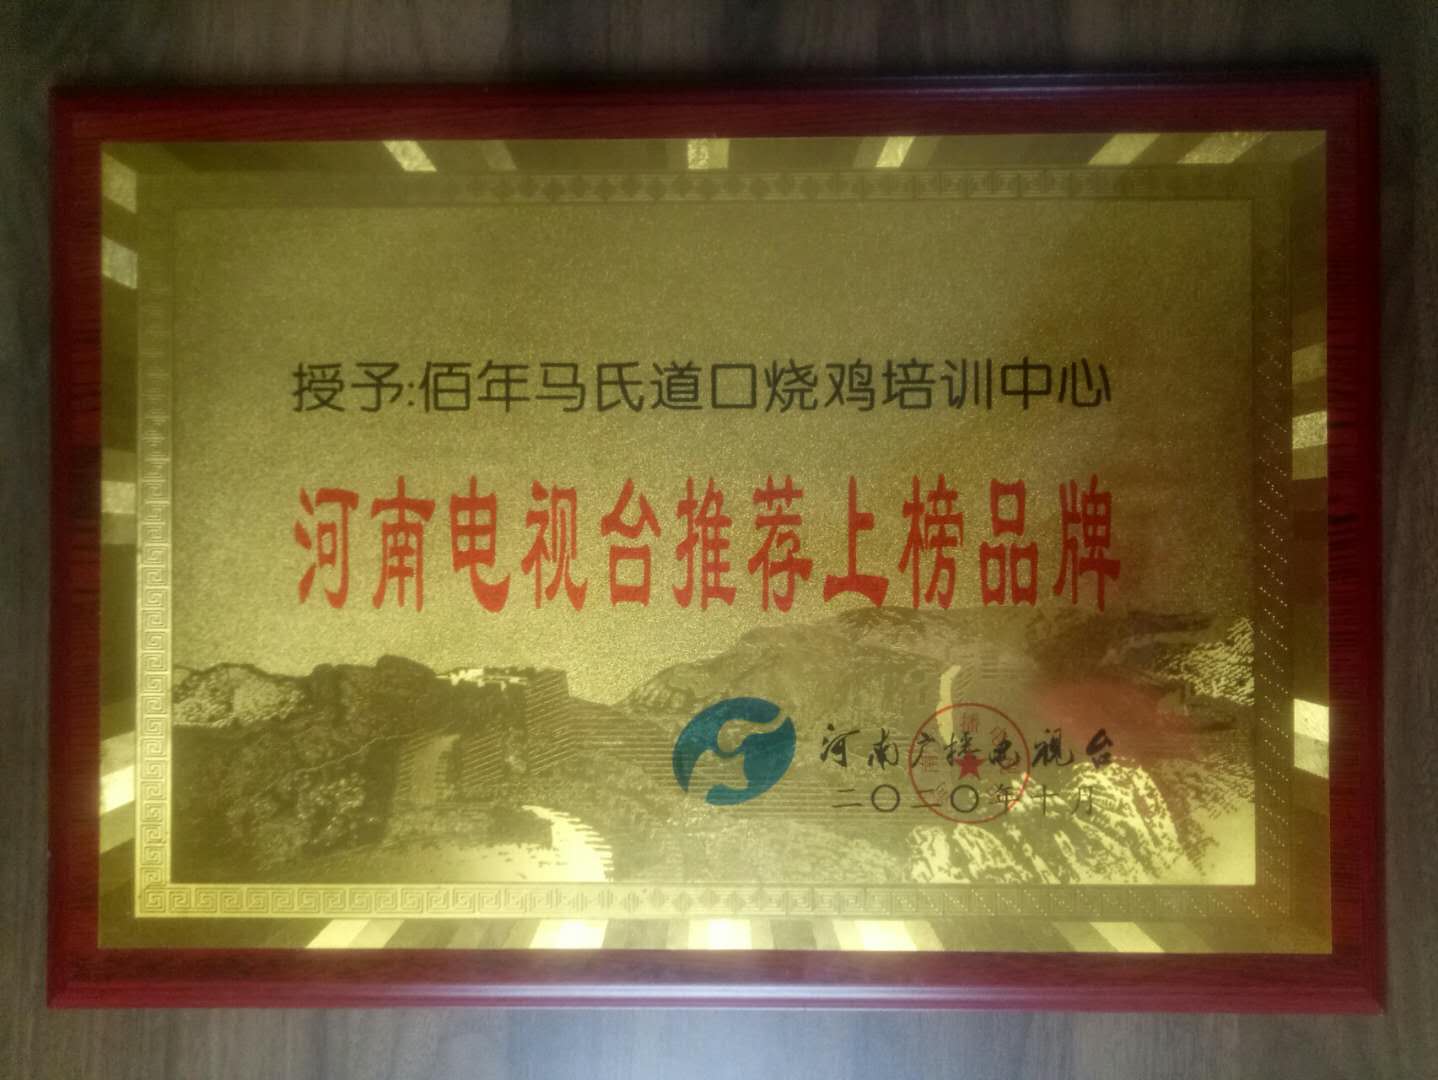 授予:佰年马氏道口烧鸡培训中心
河南电视台推荐上榜品牌
河南广播电视台
二〇二〇年十月